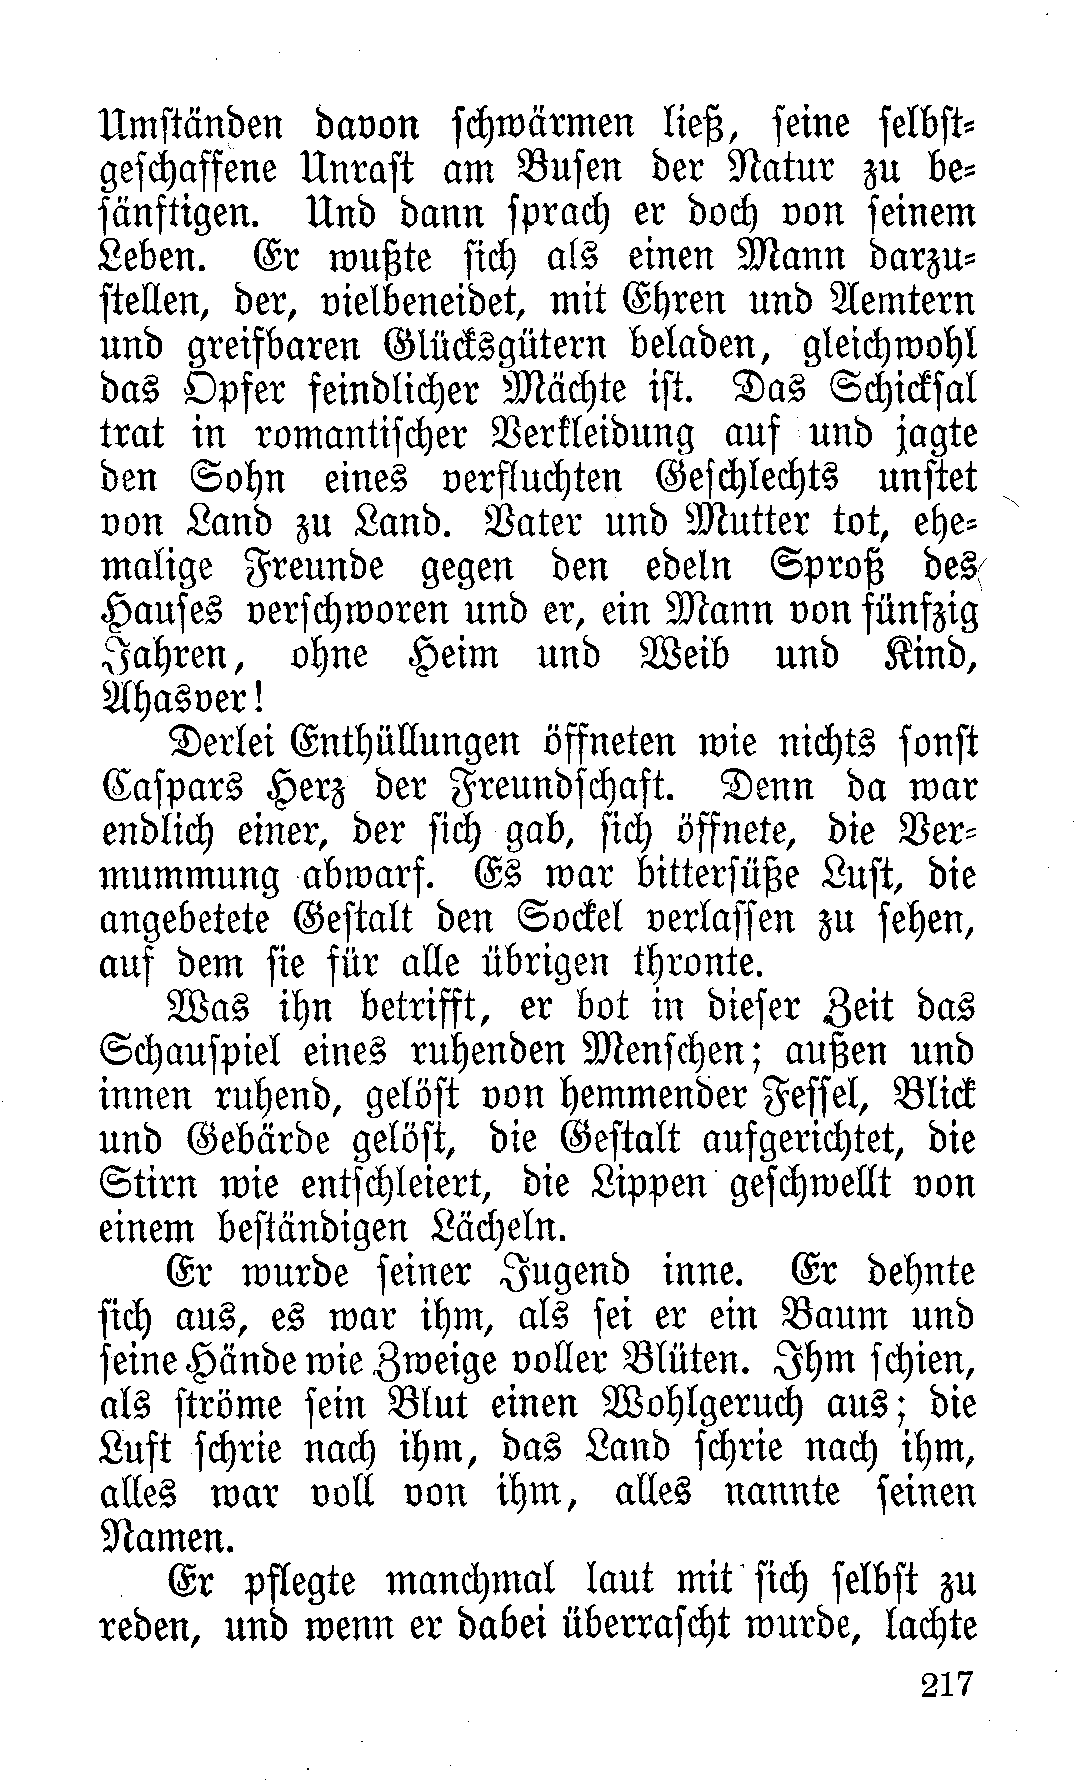 Umständen davon schwärmen ließ, seine selbst-
geschaffene Unrast am Busen der Natur zu be-
sänftigen. Und dann sprach er doch von seinem
Leben. Er wußte sich als einen Mann darzu-
stellen, der, vielbeneidet, mit Ehren und Aemtern
und greifbaren Glücksgütern beladen, gleichwohl
das Opfer feindlicher Mächte ist. Das Schicksal
trat in romantischer Verkleidung auf und jagte
den Sohn eines verfluchten Geschlechts unstet
von Land zu Land. Vater und Mutter tot, ehe-
malige Freunde gegen den edeln Sproß des
Hauses verschworen und er, ein Mann von fünfzig
Jahren, ohne Heim und Weib und Kind,
Ahasver!
Derlei Enthüllungen öffneten wie nichts sonst
Caspars Herz der Freundschaft. Denn da war
endlich einer, der sich gab, sich öffnete, die Ver-
mummung abwarf. Es war bittersüße Lust, die
angebetete Gestalt den Sockel verlassen zu sehen,
auf dem sie für alle übrigen thronte.
Was ihn betrifft, er bot in dieser Zeit das
Schauspiel eines ruhenden Menschen; außen und
innen ruhend, gelöst von hemmender Fessel, Blick
und Gebärde gelöst, die Gestalt aufgerichtet, die
Stirn wie entschleiert, die Lippen geschwellt von
einem beständigen Lächeln.
Er wurde seiner Jugend inne. Er dehnte
sich aus, es war ihm, als sei er ein Baum und
seine Hände wie Zweige voller Blüten. Ihm schien,
als ströme sein Blut einen Wohlgeruch aus; die
Luft schrie nach ihm, das Land schrie nach ihm,
alles war voll von ihm, alles nannte seinen
Namen.
Er pflegte manchmal laut mit sich selbst zu
reden, und wenn er dabei überrascht wurde, lachte
217